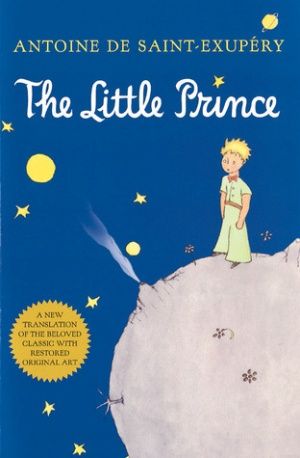 ANTOINE DE SAINT-EXUPÉRY
The Little Prince
A NEW
TRANSLATION
OF THE BELOVED
CLASSIC WITH
RESTORED
ORIGINAL ART